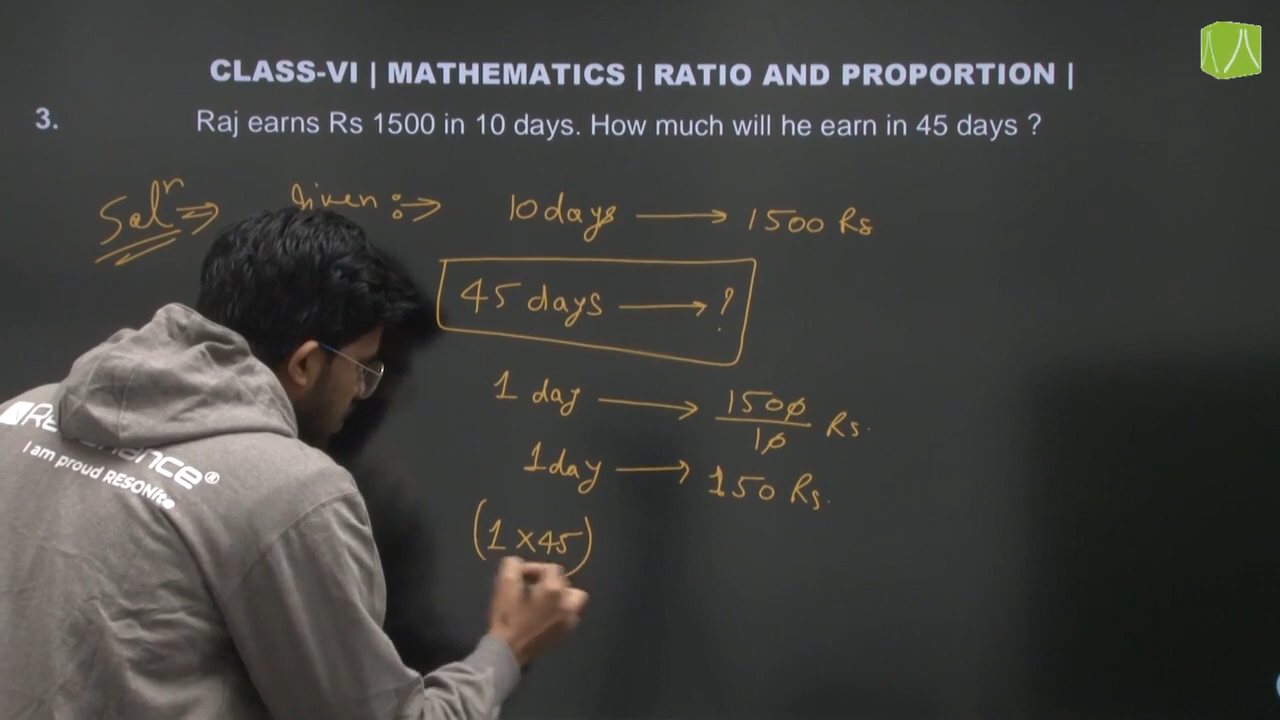 CLASS-VI | MATHEMATICS | RATIO AND PROPORTION |
3. Raj earns Rs 1500 in 10 days. How much will he earn in 45 days ?
Solⁿ ⇒ Given :→ 10 days → 1500 Rs
45 days → ?
1 day → 1500/10 Rs.
1 day → 150 Rs.
(1 × 45)
I am proud RESONite